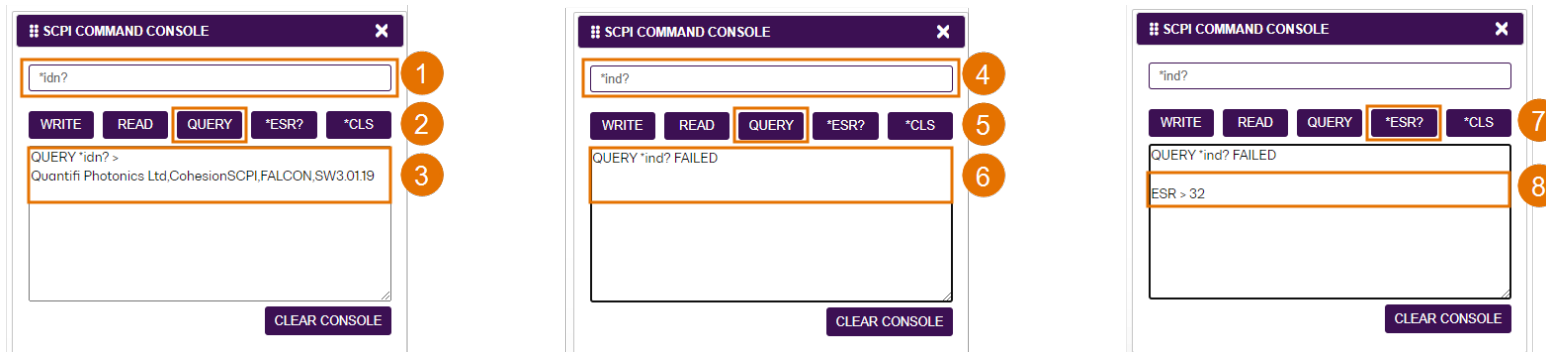 SCPI COMMAND CONSOLE
*idn?
1
WRITE READ QUERY *ESR? *CLS
2
QUERY *idn? >
Quantifi Photonics Ltd,CohesionSCPI,FALCON,SW3.01.19
3
CLEAR CONSOLE
SCPI COMMAND CONSOLE
*ind?
4
WRITE READ QUERY *ESR? *CLS
5
QUERY *ind? FAILED
6
CLEAR CONSOLE
SCPI COMMAND CONSOLE
*ind?
WRITE READ QUERY *ESR? *CLS
7
QUERY *ind? FAILED
ESR > 32
8
CLEAR CONSOLE